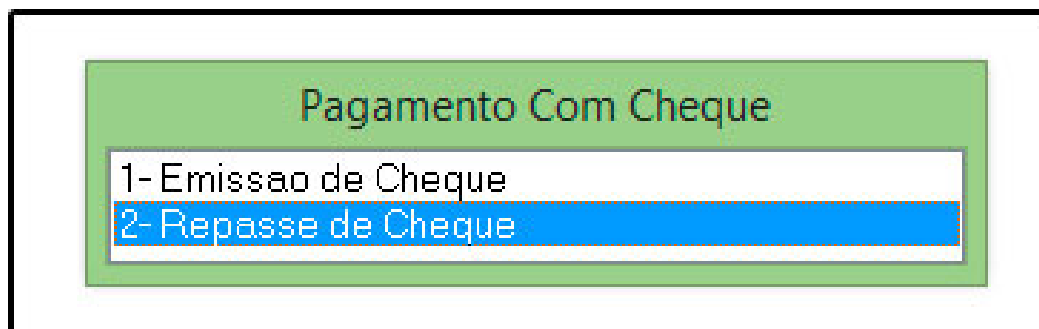 Pagamento Com Cheque
1- Emissao de Cheque
2- Repasse de Cheque